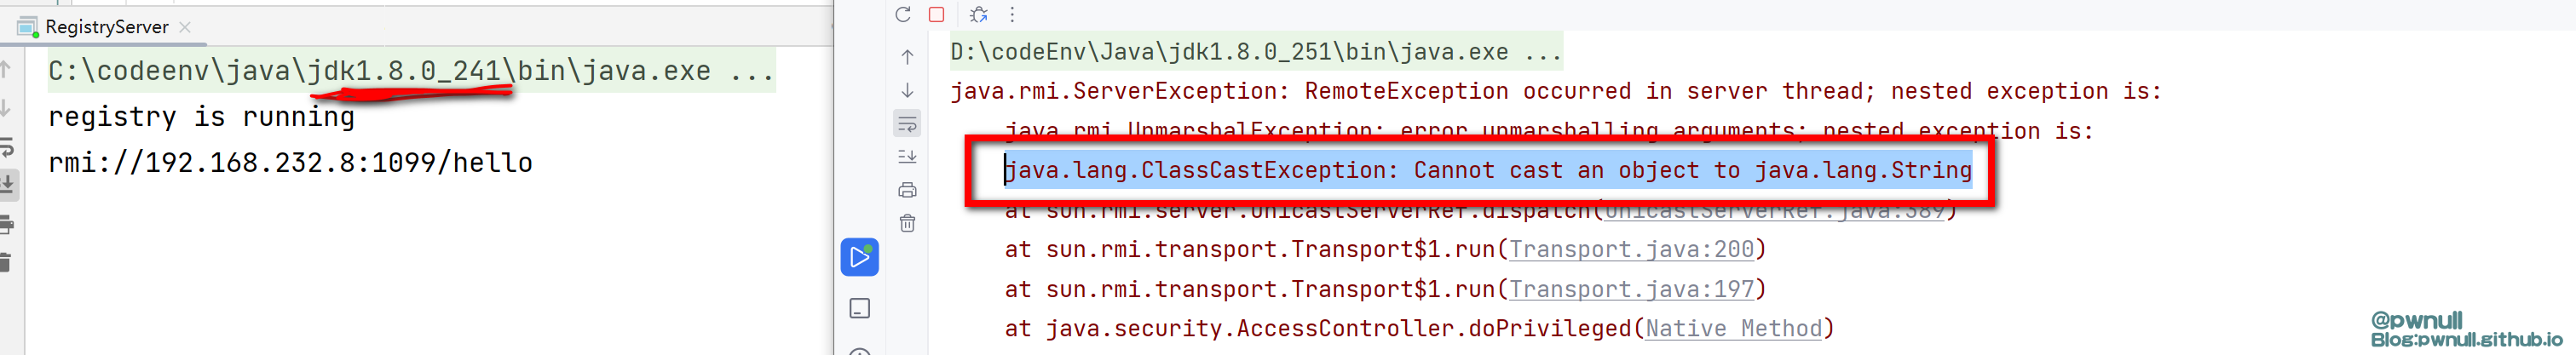 RegistryServer
C:\codeenv\java\jdk1.8.0_241\bin\java.exe ...
registry is running
rmi://192.168.232.8:1099/hello
D:\codeEnv\Java\jdk1.8.0_251\bin\java.exe ...
java.rmi.ServerException: RemoteException occurred in server thread; nested exception is:
java.rmi.UnmarshalException: error unmarshalling arguments; nested exception is:
java.lang.ClassCastException: Cannot cast an object to java.lang.String
at sun.rmi.server.UnicastServerRef.dispatch(UnicastServerRef.java:389)
at sun.rmi.transport.Transport$1.run(Transport.java:200)
at sun.rmi.transport.Transport$1.run(Transport.java:197)
at java.security.AccessController.doPrivileged(Native Method)
@pwnull
Blog:pwnull.github.io